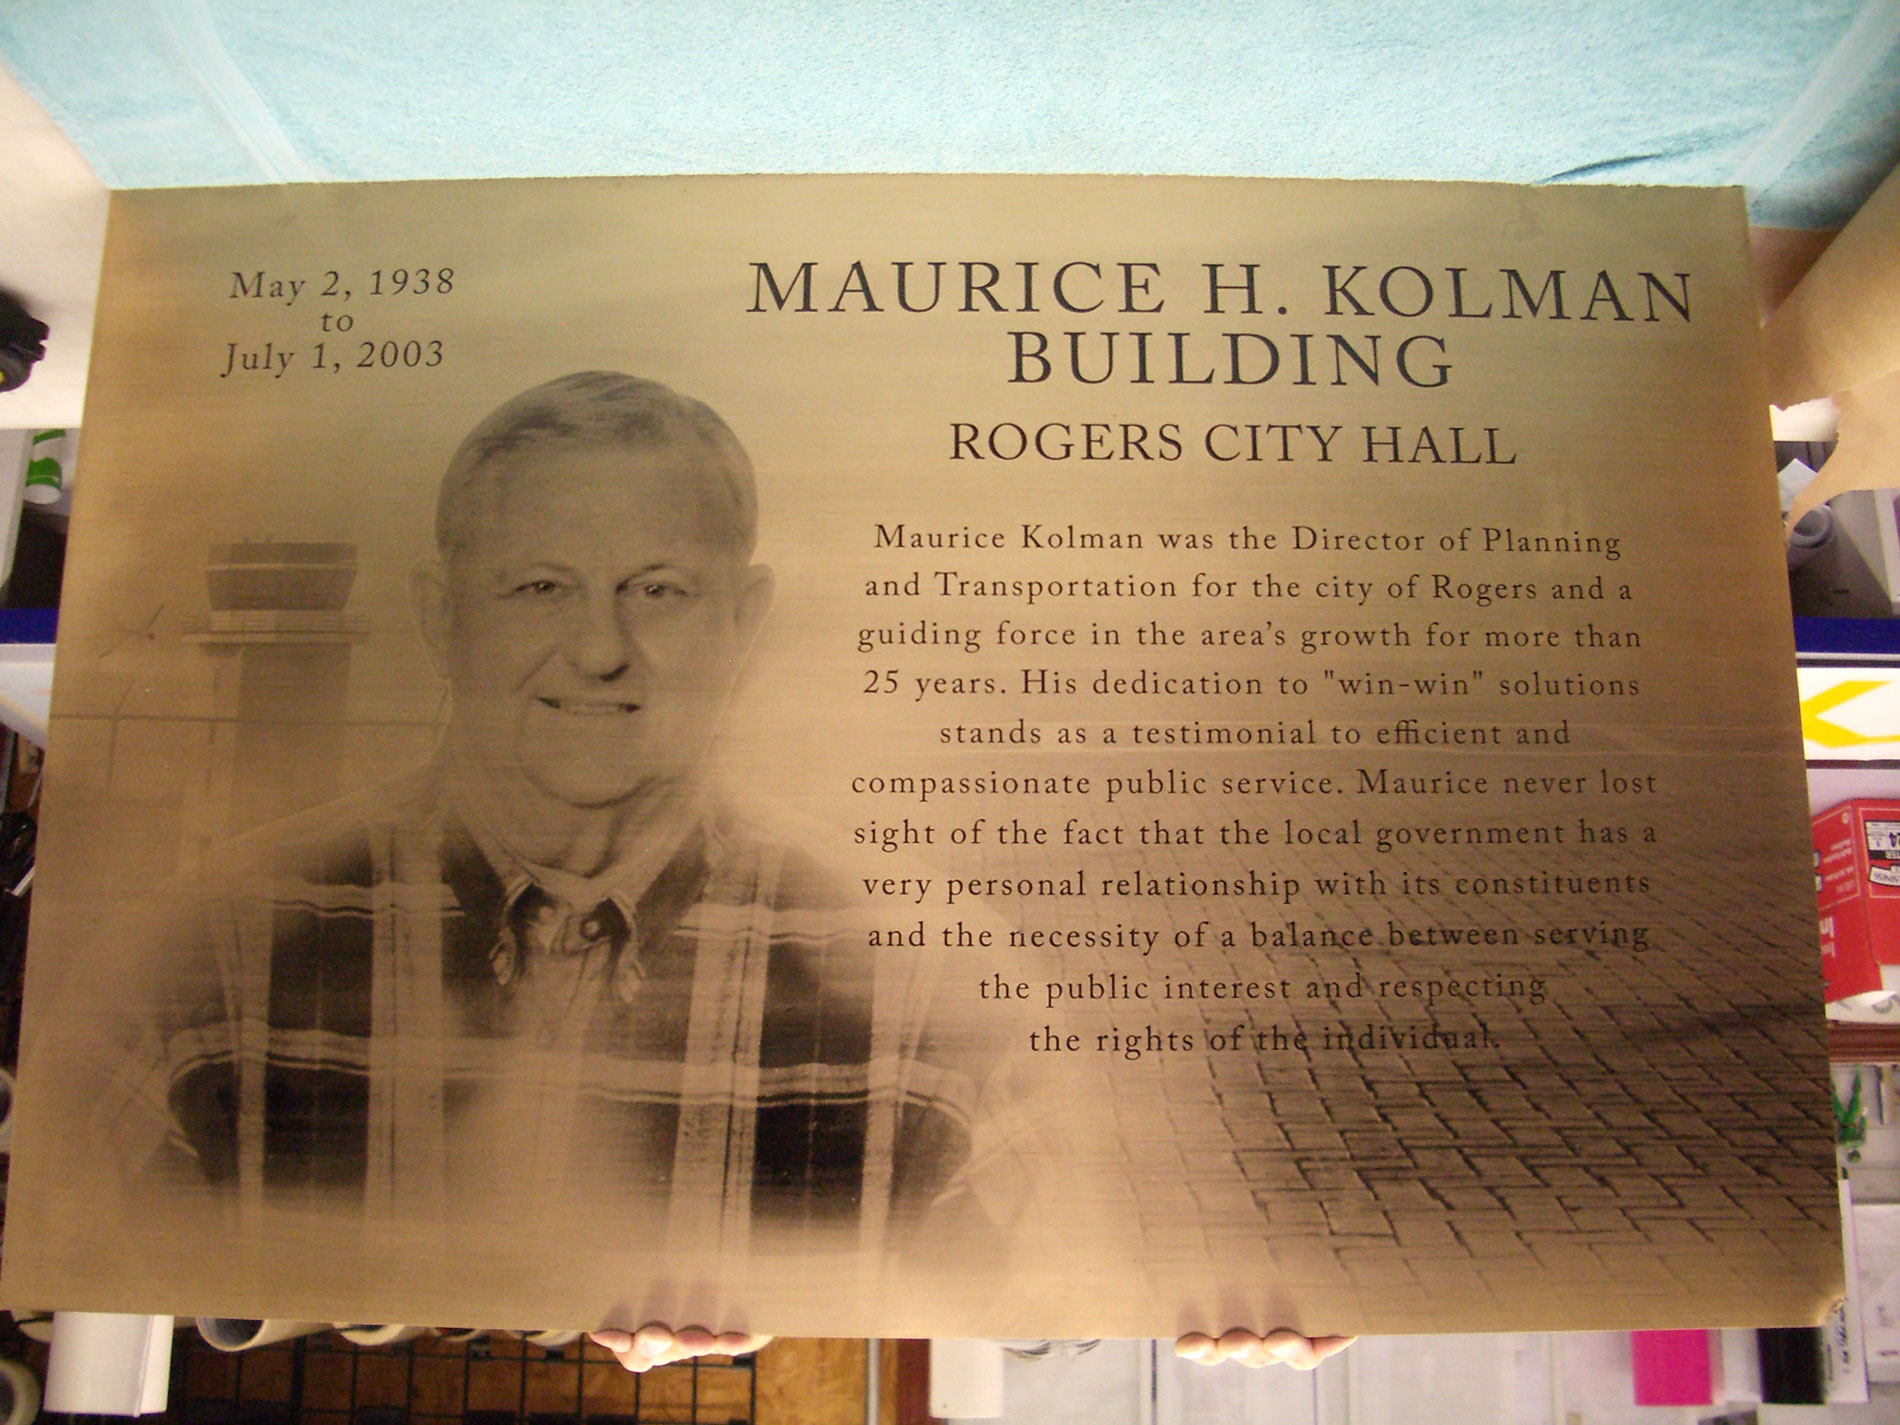 May 2, 1938
to
July 1, 2003
MAURICE H. KOLMAN
BUILDING
ROGERS CITY HALL
Maurice Kolman was the Director of Planning
and Transportation for the city of Rogers and a
guiding force in the area's growth for more than
25 years. His dedication to "win-win" solutions
stands as a testimonial to efficient and
compassionate public service. Maurice never lost
sight of the fact that the local government has a
very personal relationship with its constituents
and the necessity of a balance between serving
the public interest and respecting
the rights of the individual.